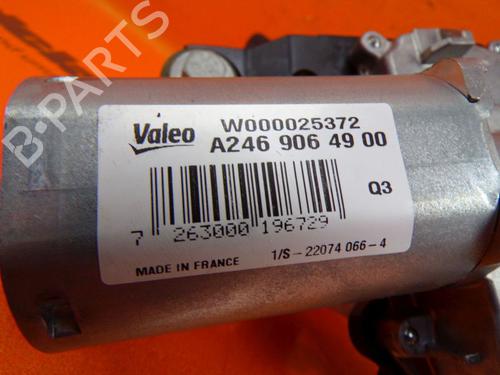 Valeo
W000025372
A246 906 49 00
Q3
7 263000 196729
MADE IN FRANCE
1/S - 22074 066 - 4
B-PARTS